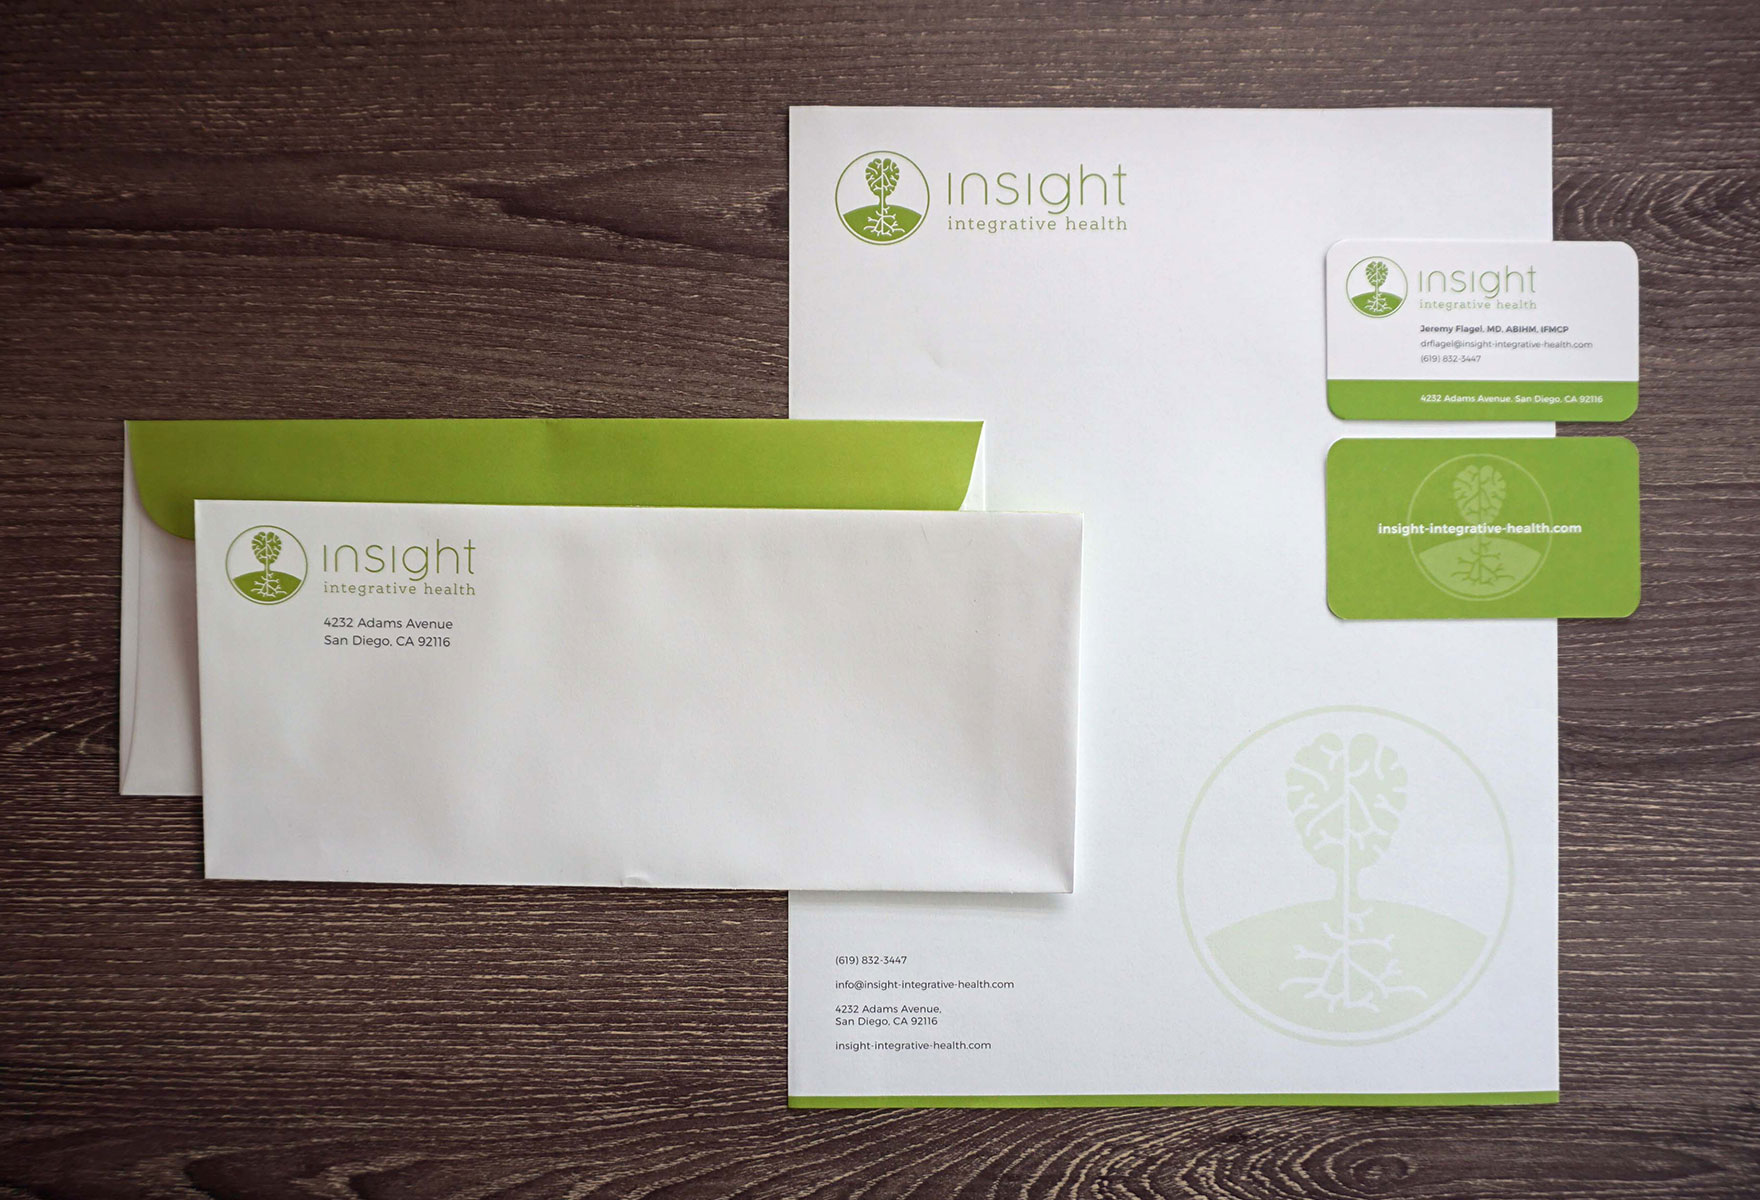 insight
integrative health
insight
integrative health
Jeremy Flagel, MD, ABIHM, IFMCP
drflagel@insight-integrative-health.com
(619) 832-3447
4232 Adams Avenue, San Diego, CA 92116
insight-integrative-health.com
insight
integrative health
4232 Adams Avenue
San Diego, CA 92116
(619) 832-3447
info@insight-integrative-health.com
4232 Adams Avenue,
San Diego, CA 92116
insight-integrative-health.com